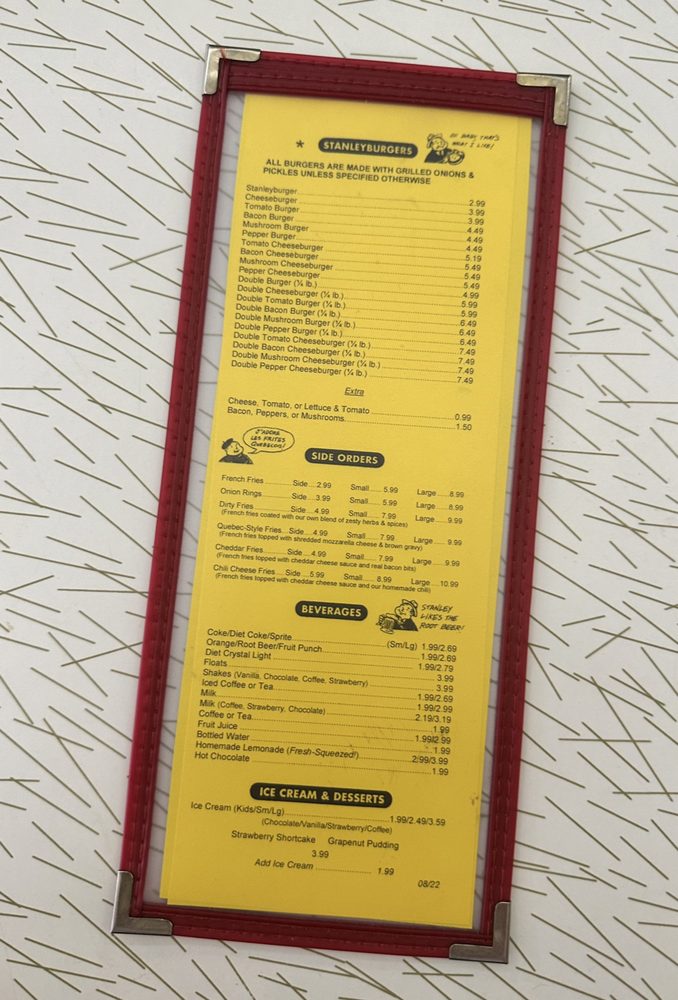 * STANLEYBURGERS
OH BABY THAT'S
WHAT I LIKE!
ALL BURGERS ARE MADE WITH GRILLED ONIONS &
PICKLES UNLESS SPECIFIED OTHERWISE
Stanleyburger 2.99
Cheeseburger 3.99
Tomato Burger 3.99
Bacon Burger 4.49
Mushroom Burger 4.49
Pepper Burger 4.49
Tomato Cheeseburger 5.19
Bacon Cheeseburger 5.49
Mushroom Cheeseburger 5.49
Pepper Cheeseburger 5.49
Double Burger (¼ lb.) 4.99
Double Cheeseburger (¼ lb.) 5.99
Double Tomato Burger (¼ lb.) 5.99
Double Bacon Burger (¼ lb.) 6.49
Double Mushroom Burger (¼ lb.) 6.49
Double Pepper Burger (¼ lb.) 6.49
Double Tomato Cheeseburger (¼ lb.) 7.49
Double Bacon Cheeseburger (¼ lb.) 7.49
Double Mushroom Cheeseburger (¼ lb.) 7.49
Double Pepper Cheeseburger (¼ lb.) 7.49
Extra
Cheese, Tomato, or Lettuce & Tomato 0.99
Bacon, Peppers, or Mushrooms 1.50
J'ADORE
LES FRITES
QUEBECOIS!
SIDE ORDERS
French Fries Side 2.99 Small 5.99 Large 8.99
Onion Rings Side 3.99 Small 5.99 Large 8.99
Dirty Fries Side 4.99 Small 7.99 Large 9.99
(French fries coated with our own blend of zesty herbs & spices)
Quebec-Style Fries Side 4.99 Small 7.99 Large 9.99
(French fries topped with shredded mozzarella cheese & brown gravy)
Cheddar Fries Side 4.99 Small 7.99 Large 9.99
(French fries topped with cheddar cheese sauce and real bacon bits)
Chili Cheese Fries Side 5.99 Small 8.99 Large 10.99
(French fries topped with cheddar cheese sauce and our homemade chili)
BEVERAGES
STANLEY
LIKES THE
ROOT BEER!
Coke/Diet Coke/Sprite (Sm/Lg) 1.99/2.69
Orange/Root Beer/Fruit Punch 1.99/2.69
Diet Crystal Light 1.99/2.79
Floats 3.99
Shakes (Vanilla, Chocolate, Coffee, Strawberry) 3.99
Iced Coffee or Tea 1.99/2.69
Milk 1.99/2.99
Milk (Coffee, Strawberry, Chocolate) 2.19/3.19
Coffee or Tea 1.99
Fruit Juice 1.99/2.99
Bottled Water 1.99
Homemade Lemonade (Fresh-Squeezed!) 2.99/3.99
Hot Chocolate 1.99
ICE CREAM & DESSERTS
Ice Cream (Kids/Sm/Lg) 1.99/2.49/3.59
(Chocolate/Vanilla/Strawberry/Coffee)
Strawberry Shortcake Grapenut Pudding
3.99
Add Ice Cream 1.99
08/22